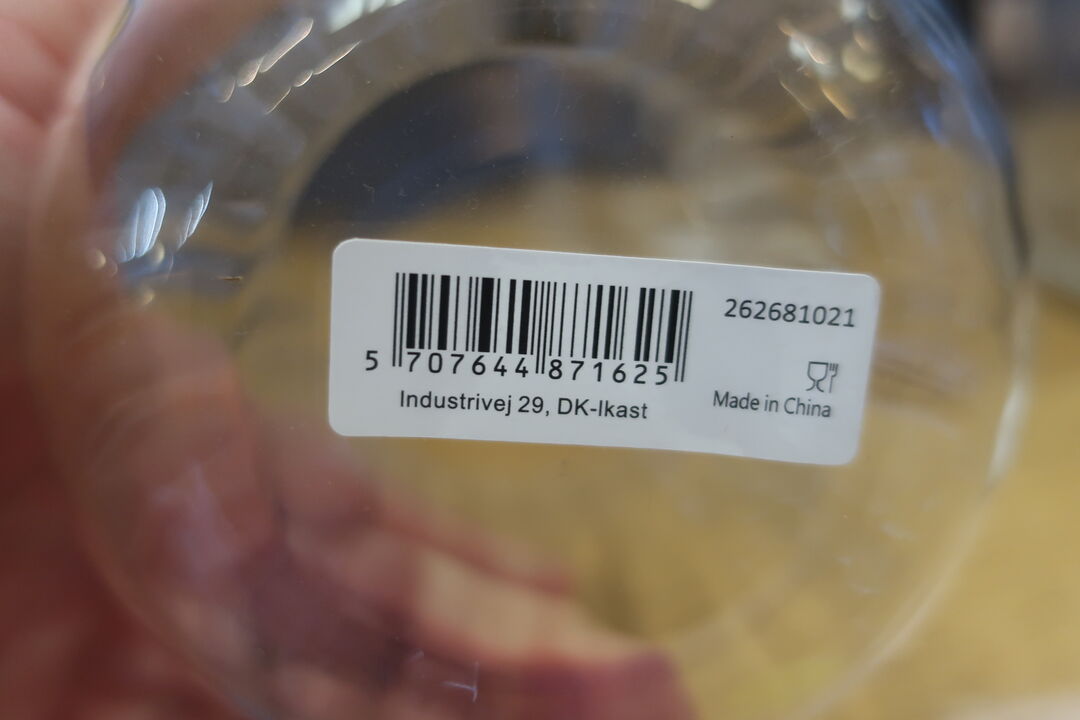 262681021
5 707644 871625
Industrivej 29, DK-Ikast
Made in China